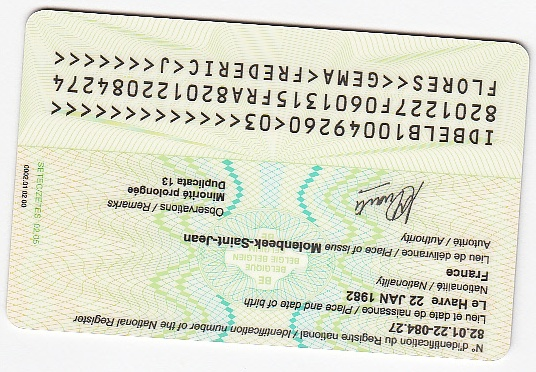 N° d'identification du registre national / Identification number of the National Register
82.01.22-084.27
Lieu et date de naissance / Place and date of birth
Le Havre 22 JAN 1982
Nationalité / Nationality
France
Lieu de délivrance / Place of issue Molenbeek-Saint-Jean
Autorité / Authority
Observations / Remarks
Minorité prolongée
Duplicata 13
BE
BELGIQUE
BELGIE BELGIEN
BE
SETEC/ZETES 02.05
IDBELB10049260<03<<<<<<<<<<<<<
8201227F0601315FRA820122084274
FLORES<<GEMA<FREDERIC<J<<<<<<<